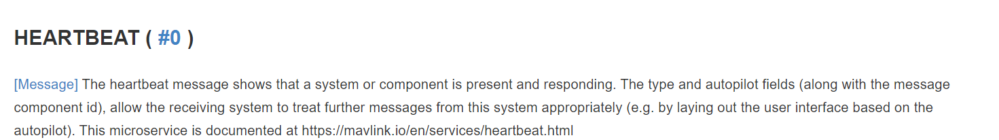 HEARTBEAT ( #0 )
[Message] The heartbeat message shows that a system or component is present and responding. The type and autopilot fields (along with the message
component id), allow the receiving system to treat further messages from this system appropriately (e.g. by laying out the user interface based on the
autopilot). This microservice is documented at https://mavlink.io/en/services/heartbeat.html